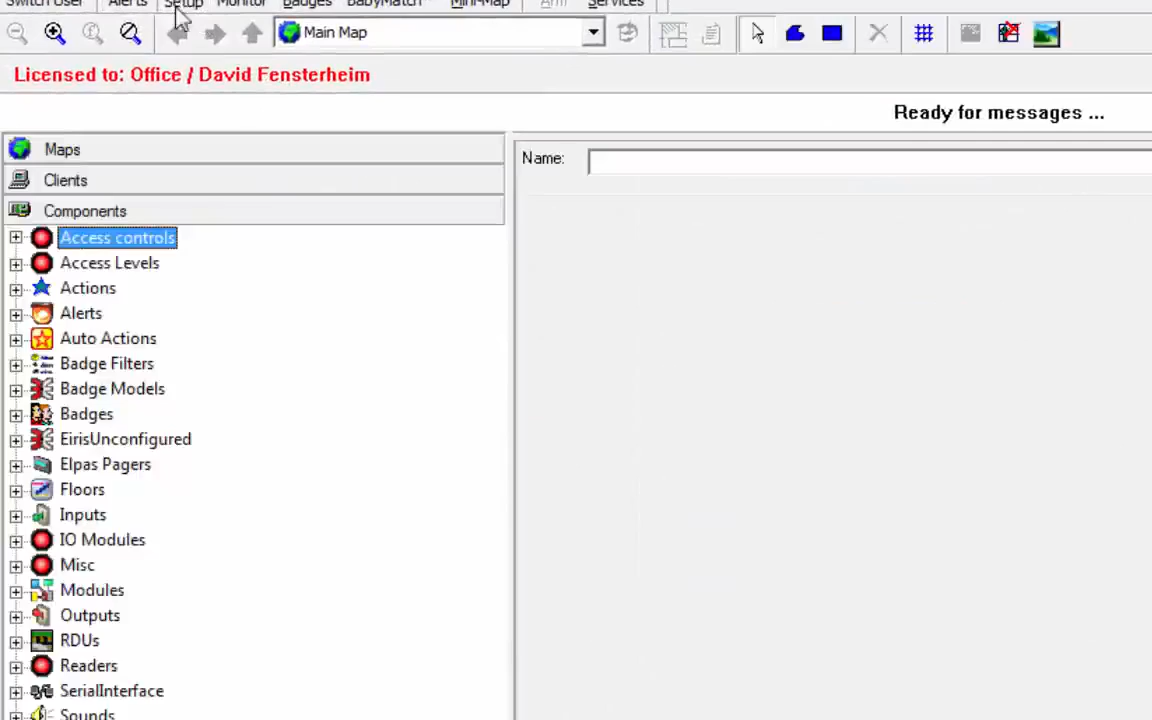 Switch User Alerts Setup Monitor Badges BabyMatch Mini-Map Arm Services
Main Map
Licensed to: Office / David Fensterheim
Ready for messages ...
Maps
Name:
Clients
Components
Access controls
Access Levels
Actions
Alerts
Auto Actions
Badge Filters
Badge Models
Badges
EirisUnconfigured
Elpas Pagers
Floors
Inputs
IO Modules
Misc
Modules
Outputs
RDUs
Readers
SerialInterface
Sounds